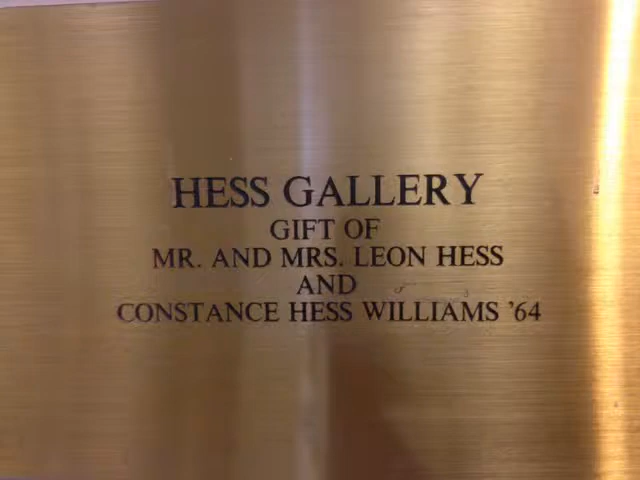 HESS GALLERY
GIFT OF
MR. AND MRS. LEON HESS
AND
CONSTANCE HESS WILLIAMS '64